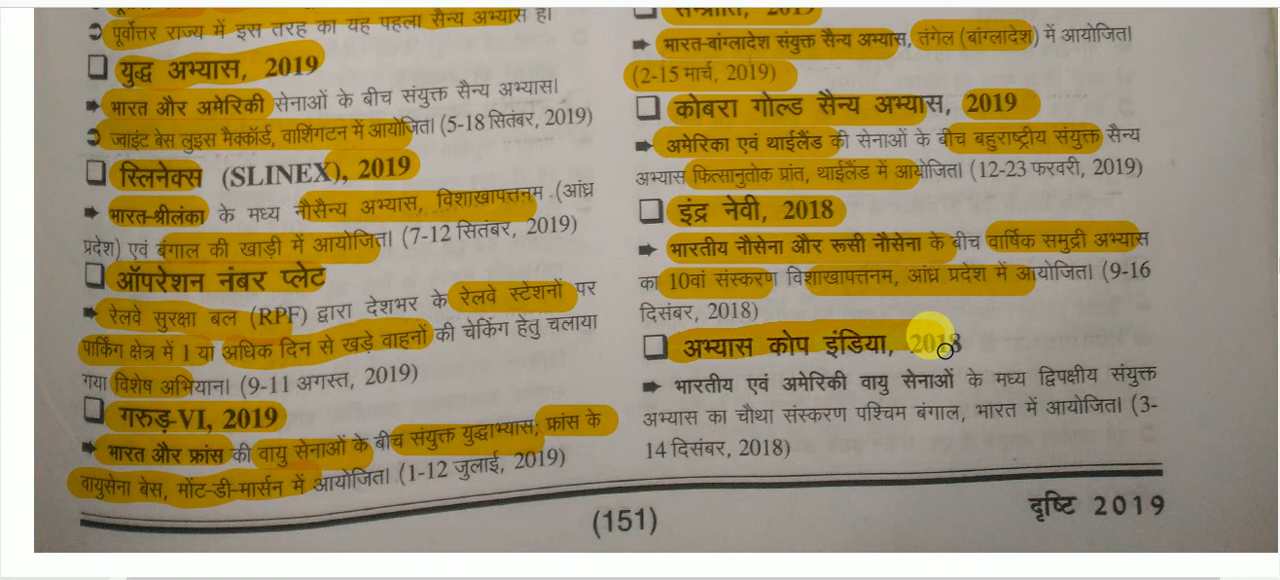 ➲ पूर्वोत्तर राज्य में इस तरह का यह पहला सैन्य अभ्यास है।
❑ युद्ध अभ्यास, 2019
➡ भारत और अमेरिकी सेनाओं के बीच संयुक्त सैन्य अभ्यास।
➲ ज्वाइंट बेस लुइस मैक्कॉर्ड, वाशिंगटन में आयोजित। (5-18 सितंबर, 2019)
❑ स्लिनेक्स (SLINEX), 2019
➡ भारत-श्रीलंका के मध्य नौसैन्य अभ्यास, विशाखापत्तनम (आंध्र
प्रदेश) एवं बंगाल की खाड़ी में आयोजित। (7-12 सितंबर, 2019)
❑ ऑपरेशन नंबर प्लेट
➡ रेलवे सुरक्षा बल (RPF) द्वारा देशभर के रेलवे स्टेशनों पर
पार्किंग क्षेत्र में 1 या अधिक दिन से खड़े वाहनों की चेकिंग हेतु चलाया
गया विशेष अभियान। (9-11 अगस्त, 2019)
❑ गरुड़-VI, 2019
➡ भारत और फ्रांस की वायु सेनाओं के बीच संयुक्त युद्धाभ्यास; फ्रांस के
वायुसेना बेस, मोंट-डी-मार्सन में आयोजित। (1-12 जुलाई, 2019)
❑ सम्प्रीति, 2019
➡ भारत-बांग्लादेश संयुक्त सैन्य अभ्यास, तंगेल (बांग्लादेश) में आयोजित।
(2-15 मार्च, 2019)
❑ कोबरा गोल्ड सैन्य अभ्यास, 2019
➡ अमेरिका एवं थाईलैंड की सेनाओं के बीच बहुराष्ट्रीय संयुक्त सैन्य
अभ्यास फित्सानुतोक प्रांत, थाईलैंड में आयोजित। (12-23 फरवरी, 2019)
❑ इंद्र नेवी, 2018
➡ भारतीय नौसेना और रूसी नौसेना के बीच वार्षिक समुद्री अभ्यास
का 10वां संस्करण विशाखापत्तनम, आंध्र प्रदेश में आयोजित। (9-16
दिसंबर, 2018)
❑ अभ्यास कोप इंडिया, 2018
➡ भारतीय एवं अमेरिकी वायु सेनाओं के मध्य द्विपक्षीय संयुक्त
अभ्यास का चौथा संस्करण पश्चिम बंगाल, भारत में आयोजित। (3-
14 दिसंबर, 2018)
(151)
दृष्टि 2019